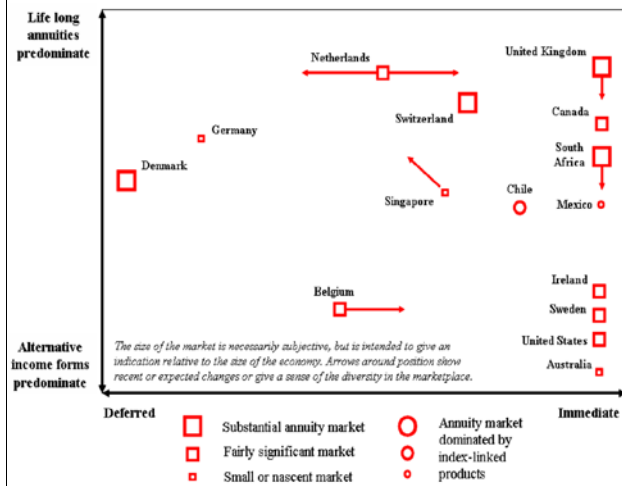 Life long
annuities
predominate
Netherlands
United Kingdom
Switzerland
Canada
Germany
South
Africa
Denmark
Singapore
Chile
Mexico
Belgium
Ireland
Sweden
United States
Australia
Alternative
income forms
predominate
The size of the market is necessarily subjective, but is intended to give an
indication relative to the size of the economy. Arrows around position show
recent or expected changes or give a sense of the diversity in the marketplace.
Deferred
Immediate
Substantial annuity market
Fairly significant market
Small or nascent market
Annuity market
dominated by
index-linked
products